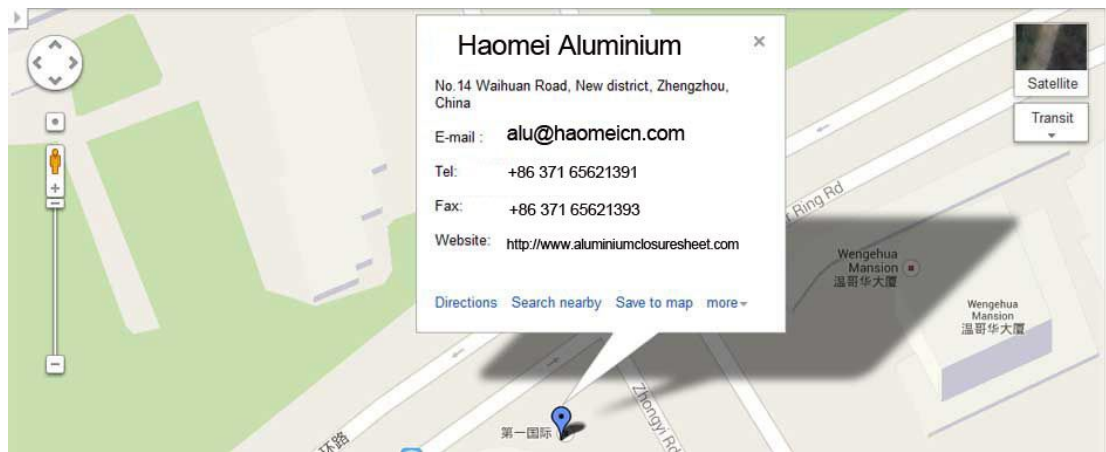 Haomei Aluminium
No.14 Waihuan Road, New district, Zhengzhou,
China
E-mail : alu@haomeicn.com
Tel: +86 371 65621391
Fax: +86 371 65621393
Website: http://www.aluminiumclosuresheet.com
Directions Search nearby Save to map more
Satellite
Transit
Ring Rd
Wengehua
Mansion
温哥华大厦
Wengehua
Mansion
温哥华大厦
Zhongyi Rd
第一国际
环路